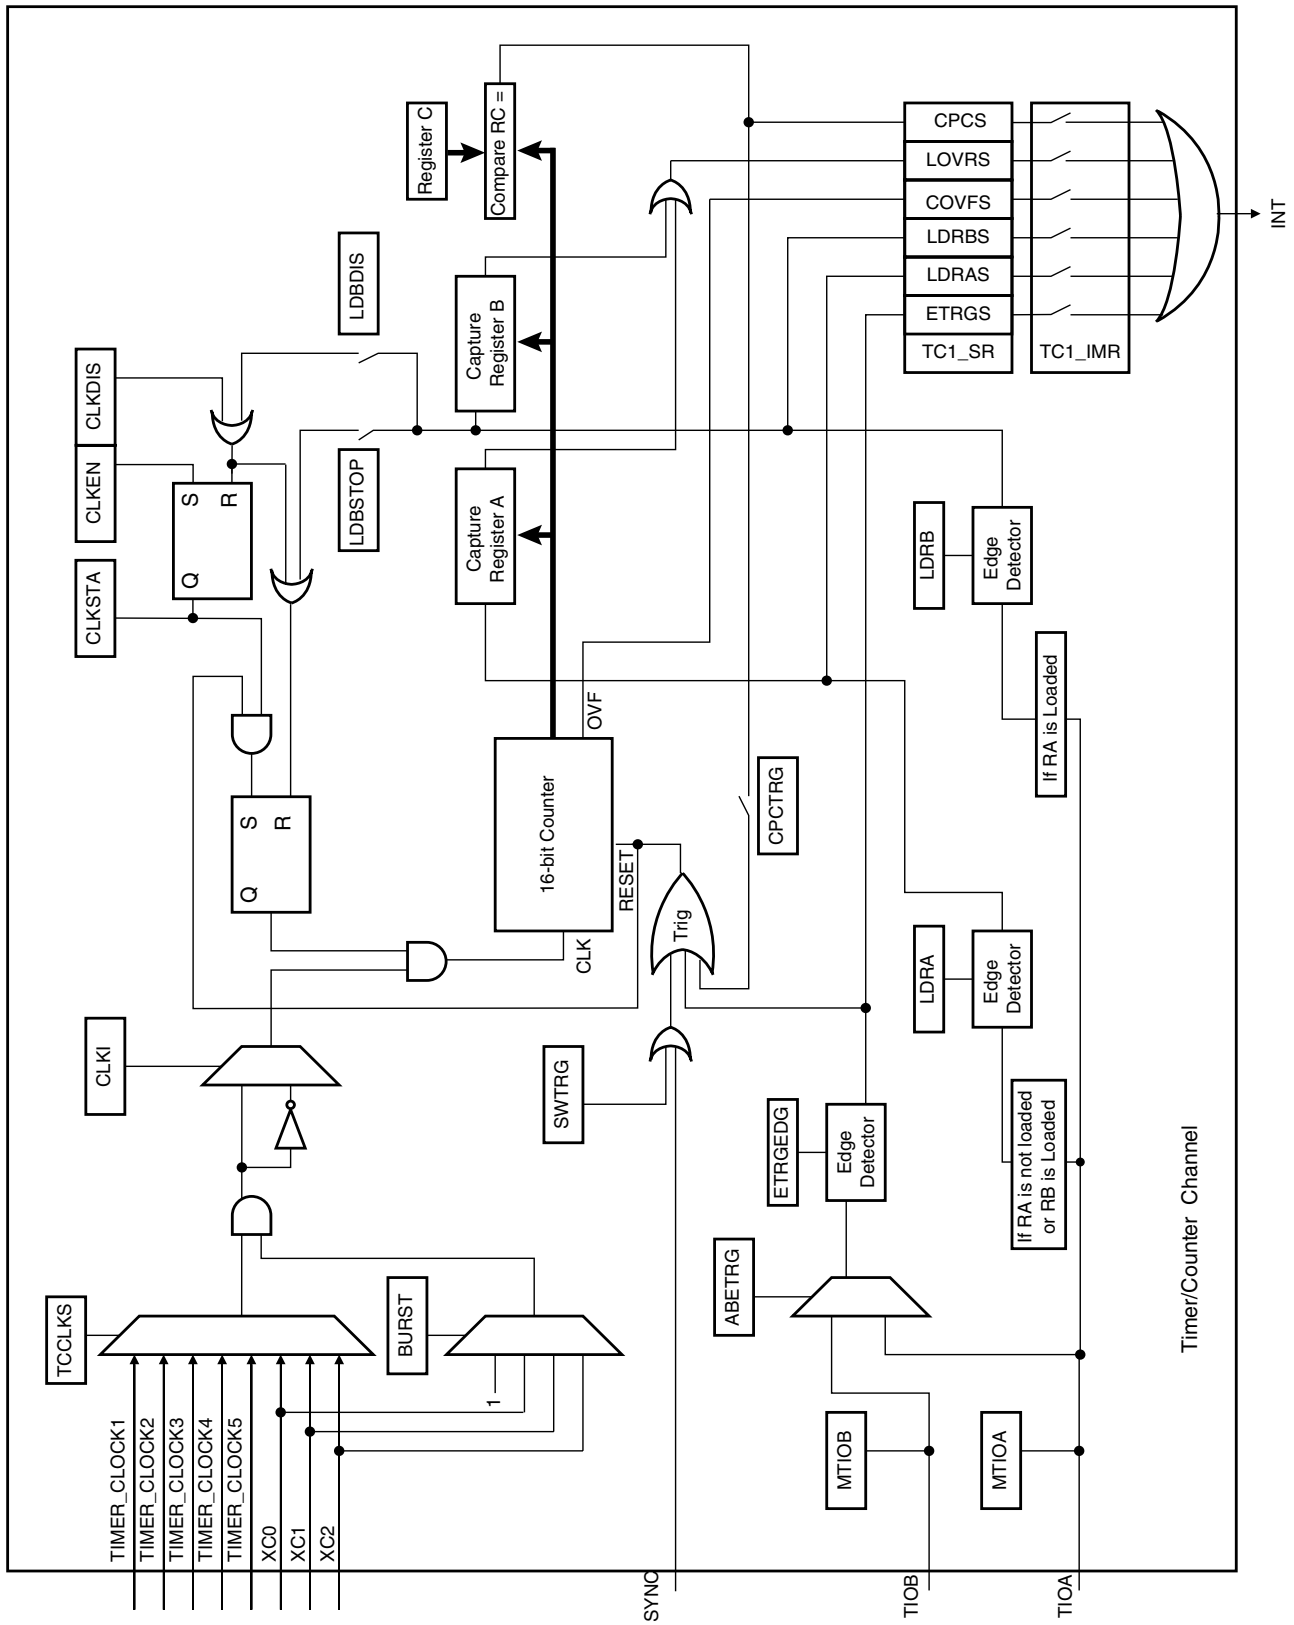 TCCLKS
TIMER_CLOCK1
TIMER_CLOCK2
TIMER_CLOCK3
TIMER_CLOCK4
TIMER_CLOCK5
XC0
XC1
XC2
CLKI
CLKSTA
CLKEN
CLKDIS
Q
S
R
Q
S
R
LDBSTOP
LDBDIS
BURST
1
Register C
Capture
Register A
Capture
Register B
Compare RC =
16-bit Counter
CLK
OVF
RESET
SWTRG
SYNC
Trig
CPCTRG
ABETRG
ETRGEDG
Edge
Detector
MTIOB
TIOB
MTIOA
TIOA
LDRA
Edge
Detector
If RA is not loaded
or RB is Loaded
LDRB
Edge
Detector
If RA is Loaded
CPCS
LOVRS
COVFS
LDRBS
LDRAS
ETRGS
TC1_SR
TC1_IMR
Timer/Counter Channel
INT